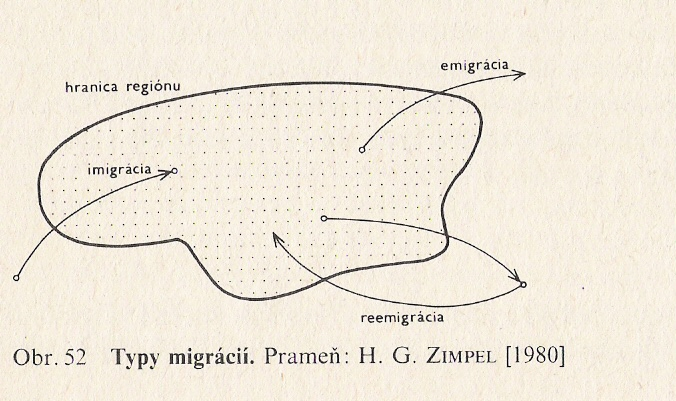 emigrácia
hranica regiónu
imigrácia
reemigrácia
Obr. 52 Typy migrácií. Prameň: H. G. ZIMPEL [1980]